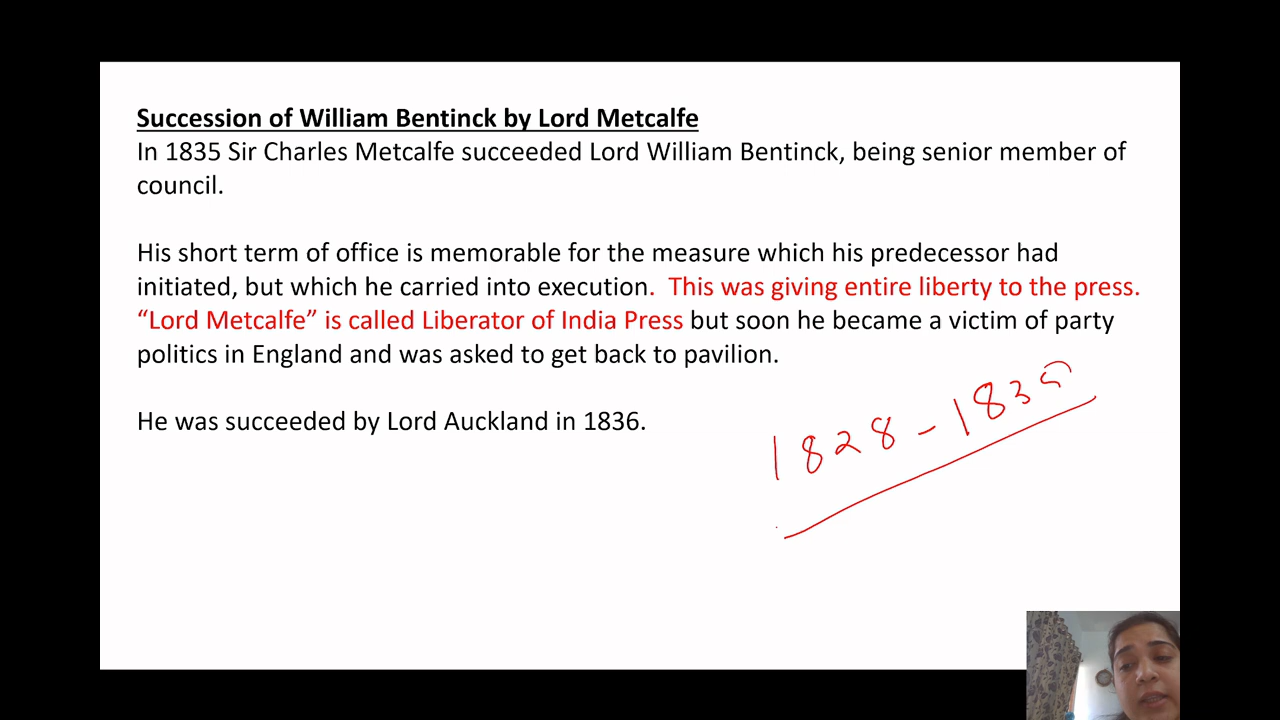 Succession of William Bentinck by Lord Metcalfe
In 1835 Sir Charles Metcalfe succeeded Lord William Bentinck, being senior member of
council.
His short term of office is memorable for the measure which his predecessor had
initiated, but which he carried into execution. This was giving entire liberty to the press.
“Lord Metcalfe” is called Liberator of India Press but soon he became a victim of party
politics in England and was asked to get back to pavilion.
He was succeeded by Lord Auckland in 1836.
1828 - 1835